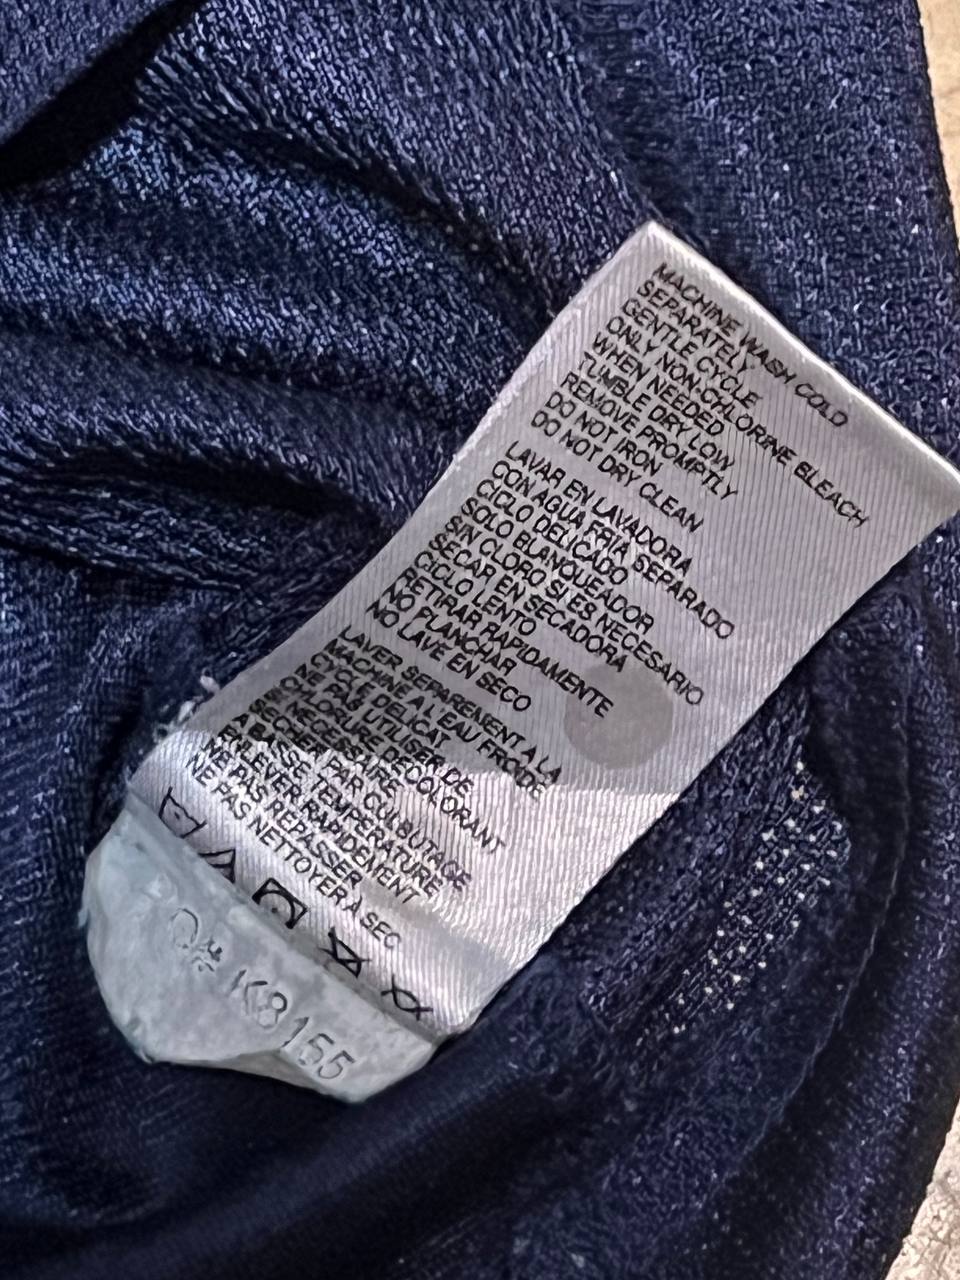 MACHINE WASH COLD
SEPARATELY
GENTLE CYCLE
ONLY NON-CHLORINE BLEACH
WHEN NEEDED
TUMBLE DRY LOW
REMOVE PROMPTLY
DO NOT IRON
DO NOT DRY CLEAN
LAVAR EN LAVADORA
CON AGUA FRIA, SEPARADO
CICLO DELICADO
SOLO BLANQUEADOR
SIN CLORO SI ES NECESARIO
SECAR EN SECADORA
CICLO LENTO
RETIRAR RAPIDAMENTE
NO PLANCHAR
NO LAVE EN SECO
LAVER SEPAREMENT A LA
MACHINE A L'EAU FROIDE
CYCLE DELICAT
NE PAS UTILISER DE
CHLORURE DECOLORANT
SI NECESSAIRE
SECHER PAR CULBUTAGE
A BASSE TEMPERATURE
ENLEVER RAPIDEMENT
NE PAS REPASSER
NE PAS NETTOYER A SEC
K8155